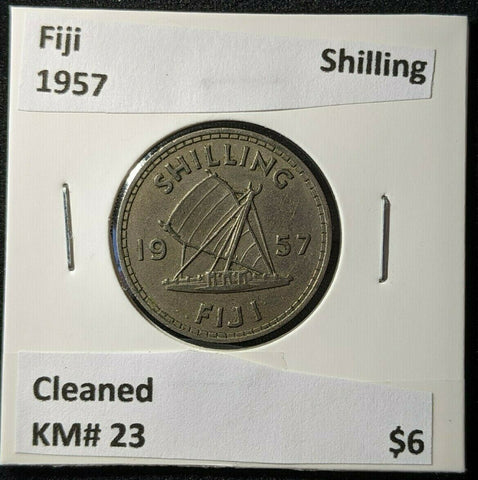 Fiji
Shilling
1957
SHILLING
19 57
FIJI
Cleaned
KM# 23
$6